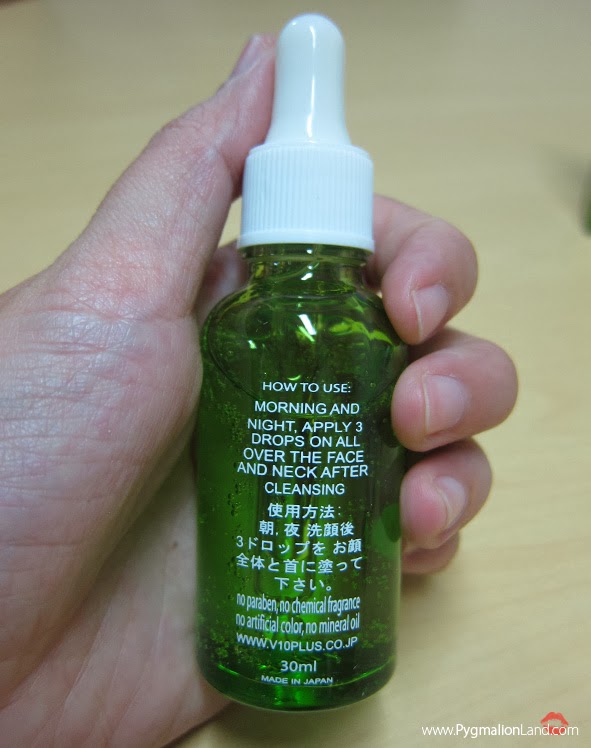 HOW TO USE:
MORNING AND
NIGHT, APPLY 3
DROPS ON ALL
OVER THE FACE
AND NECK AFTER
CLEANSING
使用方法:
朝, 夜 洗顔後
3ドロップを お顔
全体と首に塗って
下さい。
no paraben, no chemical fragrance
no artificial color, no mineral oil
WWW.V10PLUS.CO.JP
30ml
MADE IN JAPAN
www.PygmalionLand.com